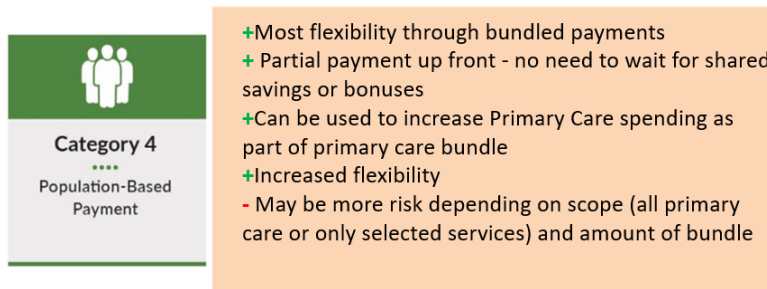 Category 4
Population-Based
Payment
+Most flexibility through bundled payments
+ Partial payment up front - no need to wait for shared
savings or bonuses
+Can be used to increase Primary Care spending as
part of primary care bundle
+Increased flexibility
- May be more risk depending on scope (all primary
care or only selected services) and amount of bundle